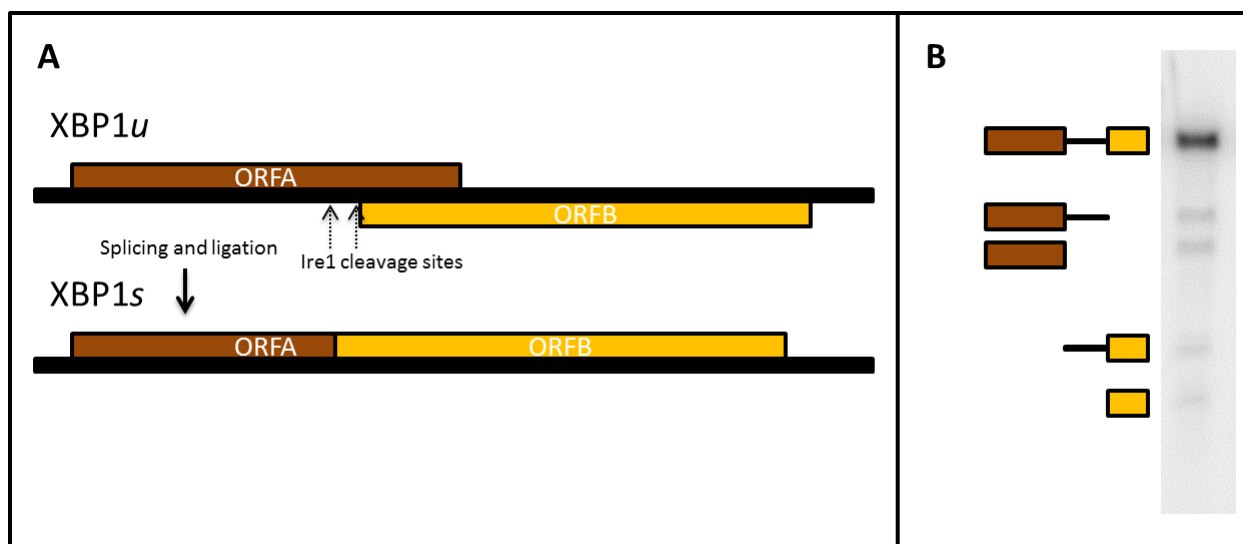 A
XBP1u
ORFA
ORFB
Splicing and ligation
Ire1 cleavage sites
XBP1s
ORFA
ORFB
B